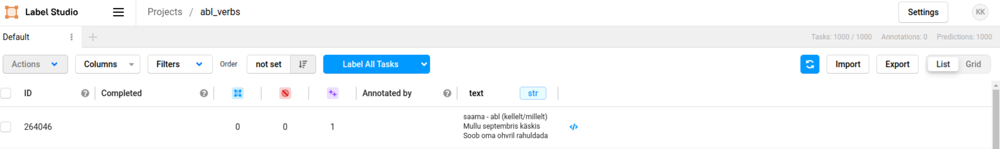 Label Studio
Projects / abl_verbs
Settings
KK
Default
Tasks: 1000 / 1000 Annotations: 0 Predictions: 1000
Actions
Columns
Filters
Order
not set
Label All Tasks
Import
Export
List
Grid
ID
Completed
Annotated by
text
str
264046
0
0
1
saama - abl (kellelt/millelt)
Mullu septembris käskis
Soob oma ohvril rahuldada